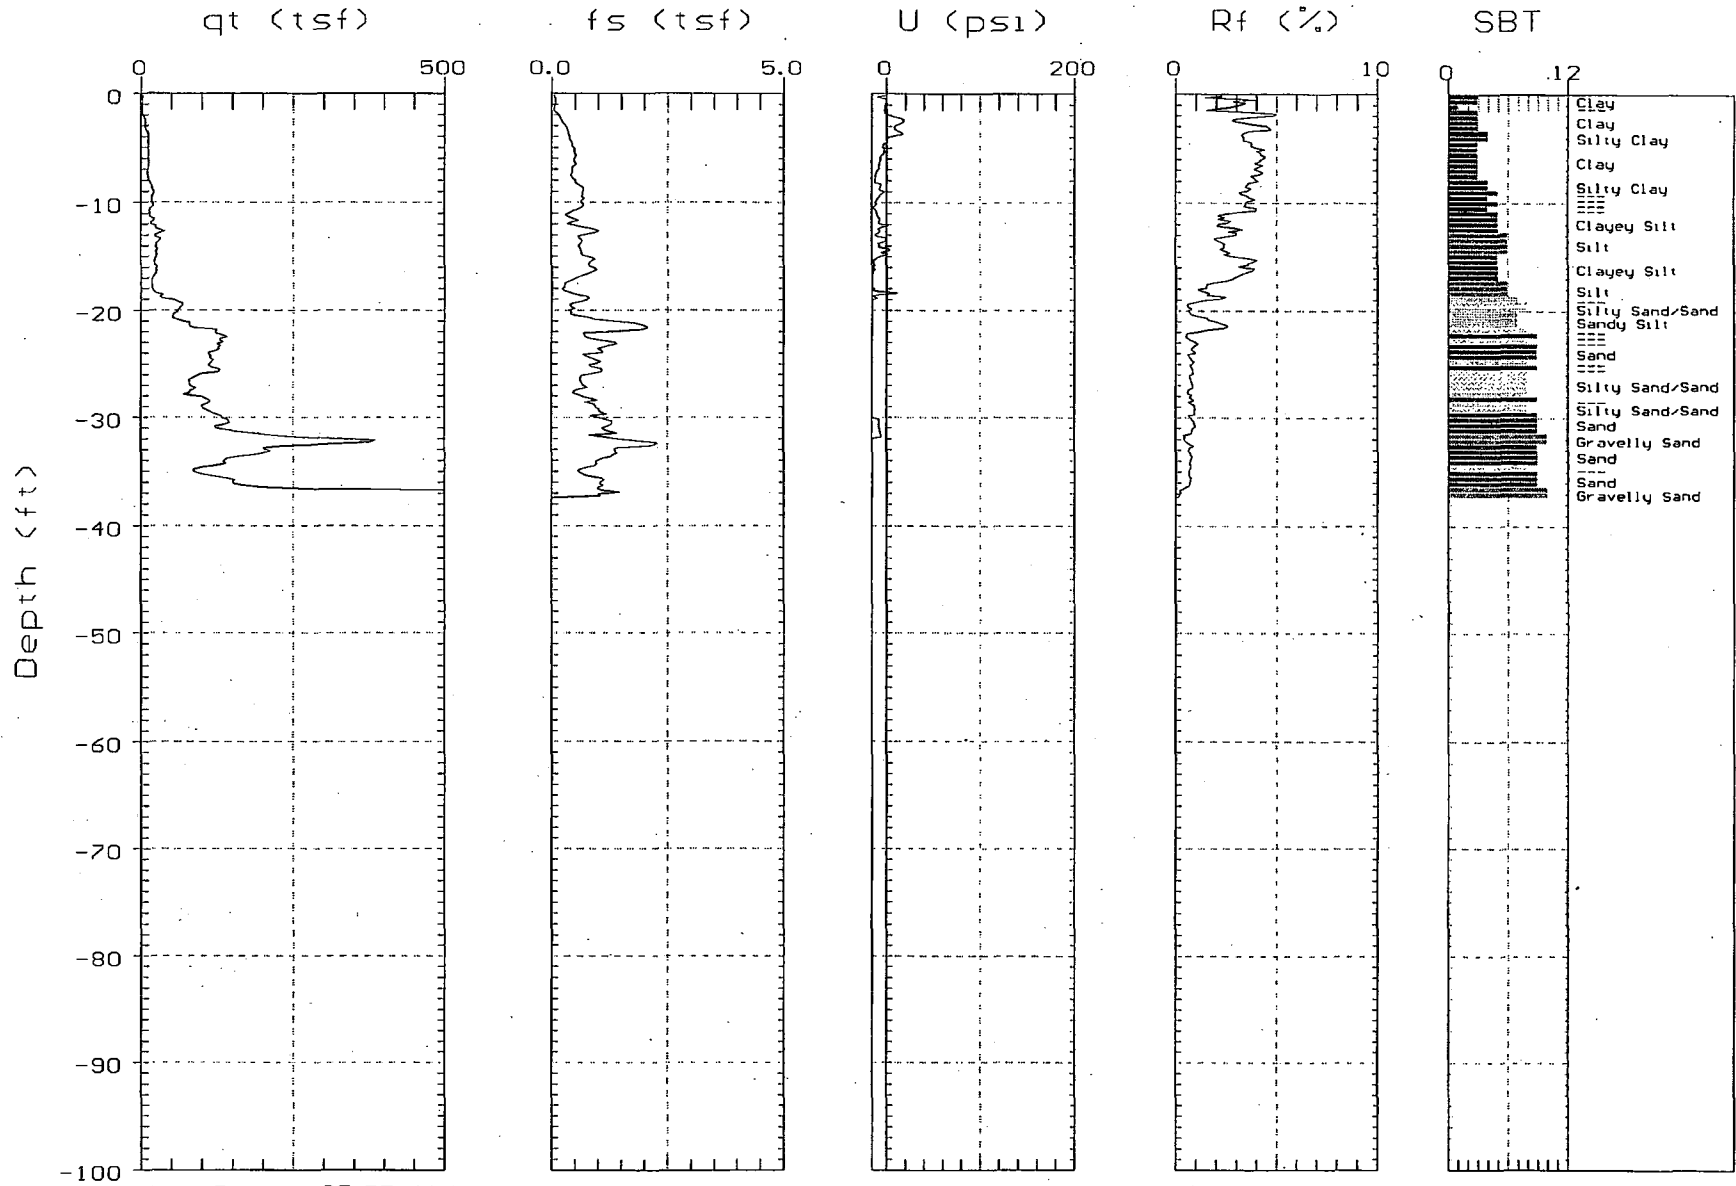 qt (tsf) fs (tsf) U (psi) Rf (%) SBT
0 500 0.0 5.0 0 200 0 10 0 12
Depth (ft)
0
-10
-20
-30
-40
-50
-60
-70
-80
-90
-100
Clay
Clay
Silty Clay
Clay
Silty Clay
Clayey Silt
Silt
Clayey Silt
Silt
Silty Sand/Sand
Sandy Silt
Sand
Silty Sand/Sand
Silty Sand/Sand
Sand
Gravelly Sand
Sand
Sand
Gravelly Sand